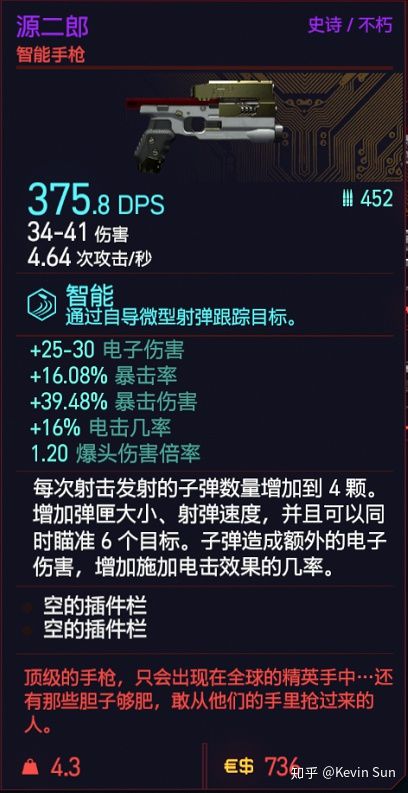 源二郎
史诗 / 不朽
智能手枪
375.8 DPS
452
34-41 伤害
4.64 次攻击/秒
智能
通过自导微型射弹跟踪目标。
+25-30 电子伤害
+16.08% 暴击率
+39.48% 暴击伤害
+16% 电击几率
1.20 爆头伤害倍率
每次射击发射的子弹数量增加到 4 颗。
增加弹匣大小、射弹速度，并且可以同
时瞄准 6 个目标。子弹造成额外的电子
伤害，增加施加电击效果的几率。
空的插件栏
空的插件栏
顶级的手枪，只会出现在全球的精英手中…还
有那些胆子够肥，敢从他们的手里抢过来的
人。
4.3
€$ 736
知乎 @Kevin Sun